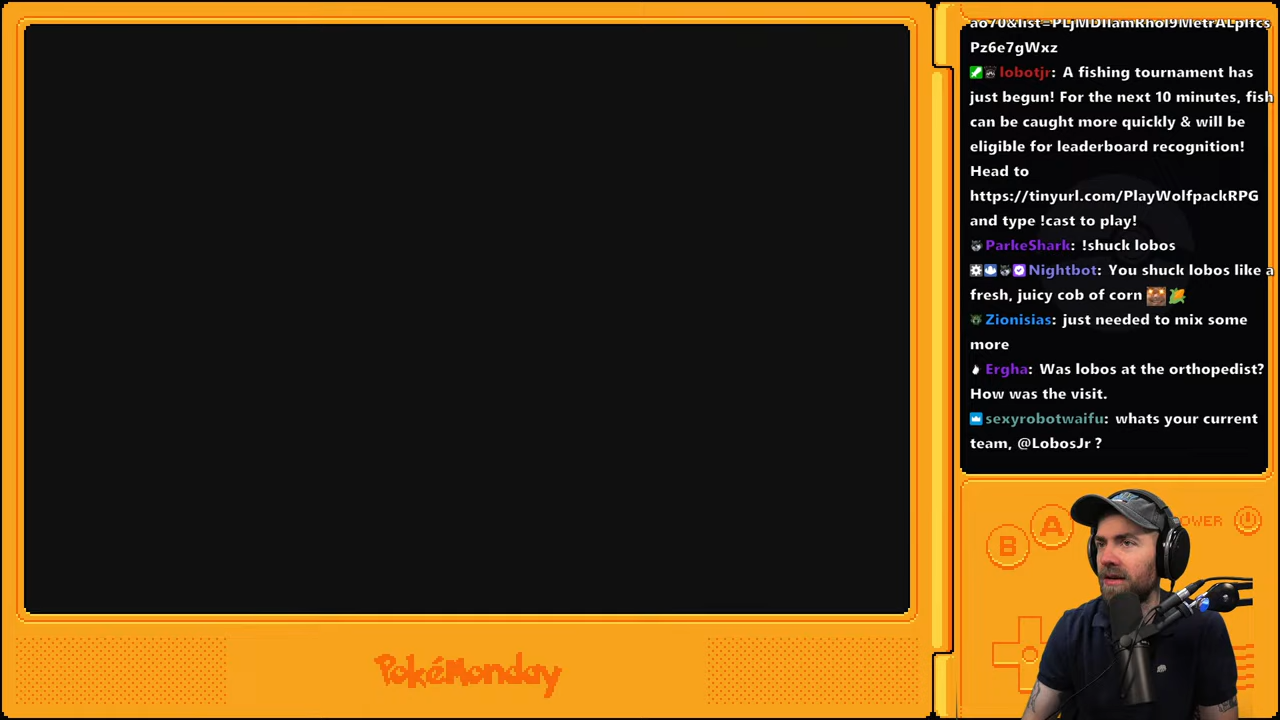 Pz6e7gWxz
lobotjr: A fishing tournament has
just begun! For the next 10 minutes, fish
can be caught more quickly & will be
eligible for leaderboard recognition!
Head to
https://tinyurl.com/PlayWolfpackRPG
and type !cast to play!
ParkeShark: !shuck lobos
Nightbot: You shuck lobos like a
fresh, juicy cob of corn
Zionisias: just needed to mix some
more
Ergha: Was lobos at the orthopedist?
How was the visit.
sexyrobotwaifu: whats your current
team, @LobosJr ?
A
B
PokéMonday